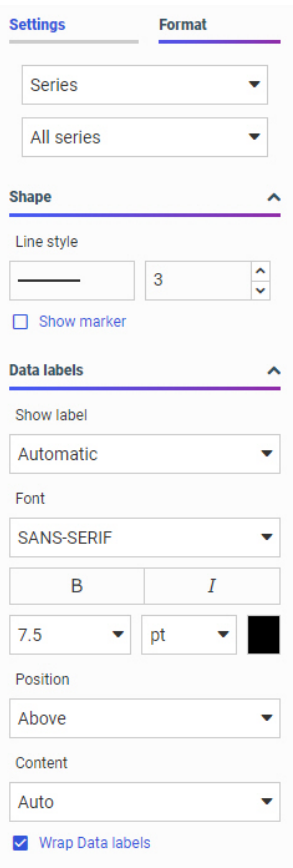 Settings Format
Series
All series
Shape
Line style
3
Show marker
Data labels
Show label
Automatic
Font
SANS-SERIF
B I
7.5 pt
Position
Above
Content
Auto
Wrap Data labels